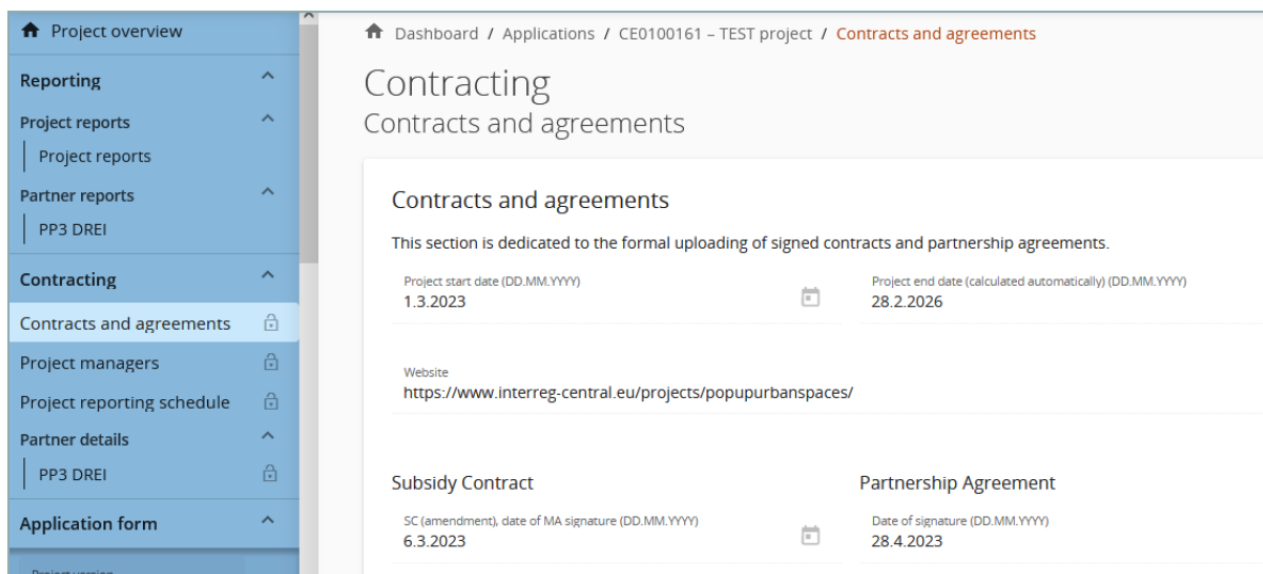 Project overview
Reporting
Project reports
Project reports
Partner reports
PP3 DREI
Contracting
Contracts and agreements
Project managers
Project reporting schedule
Partner details
PP3 DREI
Application form
Project version
Dashboard / Applications / CE0100161 – TEST project / Contracts and agreements
Contracting
Contracts and agreements
Contracts and agreements
This section is dedicated to the formal uploading of signed contracts and partnership agreements.
Project start date (DD.MM.YYYY)
1.3.2023
Project end date (calculated automatically) (DD.MM.YYYY)
28.2.2026
Website
https://www.interreg-central.eu/projects/popupurbanspaces/
Subsidy Contract
SC (amendment), date of MA signature (DD.MM.YYYY)
6.3.2023
Partnership Agreement
Date of signature (DD.MM.YYYY)
28.4.2023